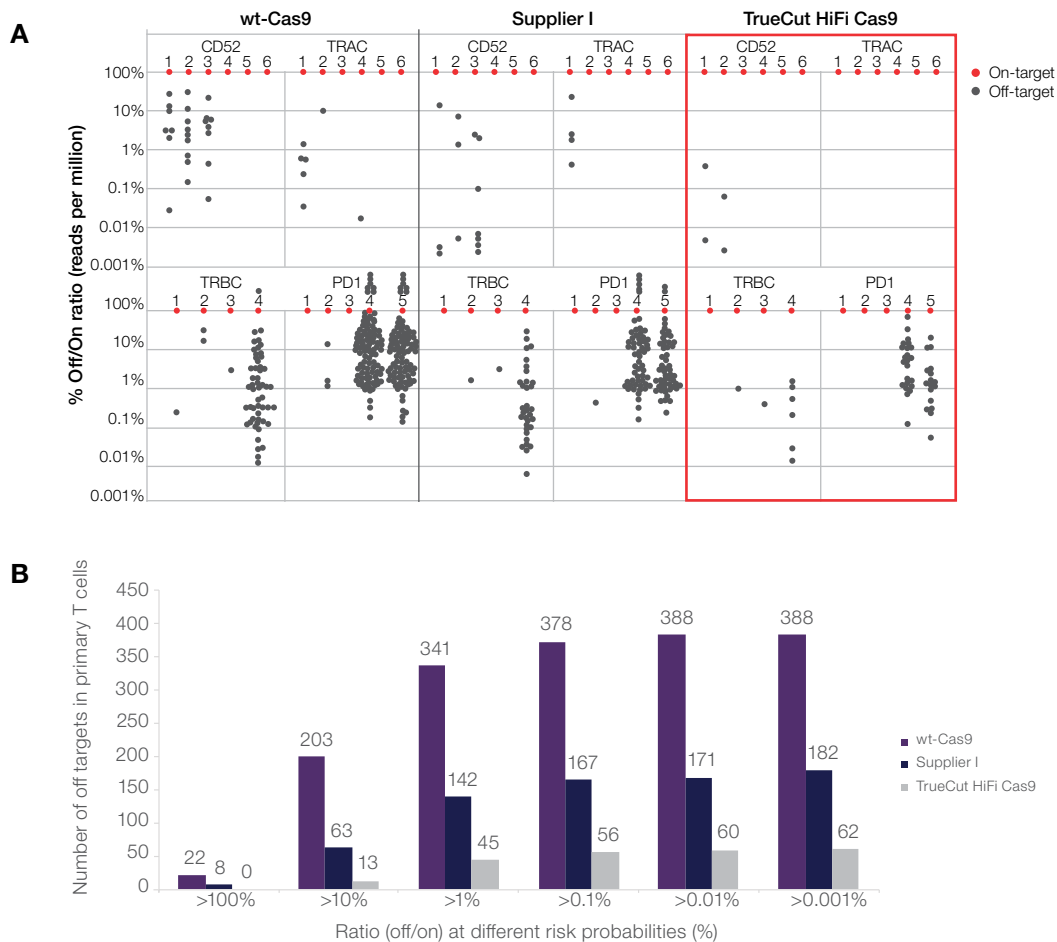 A
wt-Cas9 Supplier I TrueCut HiFi Cas9
CD52 TRAC CD52 TRAC CD52 TRAC
1 2 3 4 5 6 1 2 3 4 5 6 1 2 3 4 5 6 1 2 3 4 5 6 1 2 3 4 5 6 1 2 3 4 5 6
On-target
Off-target
% Off/On ratio (reads per million)
100%
10%
1%
0.1%
0.01%
0.001%
TRBC PD1 TRBC PD1 TRBC PD1
1 2 3 4 1 2 3 4 5 1 2 3 4 1 2 3 4 5 1 2 3 4 1 2 3 4 5
100%
10%
1%
0.1%
0.01%
0.001%
B
Number of off targets in primary T cells
450
400
350
300
250
200
150
100
50
0
22 8 0
203 63 13
341 142 45
378 167 56
388 171 60
388 182 62
>100% >10% >1% >0.1% >0.01% >0.001%
Ratio (off/on) at different risk probabilities (%)
wt-Cas9
Supplier I
TrueCut HiFi Cas9